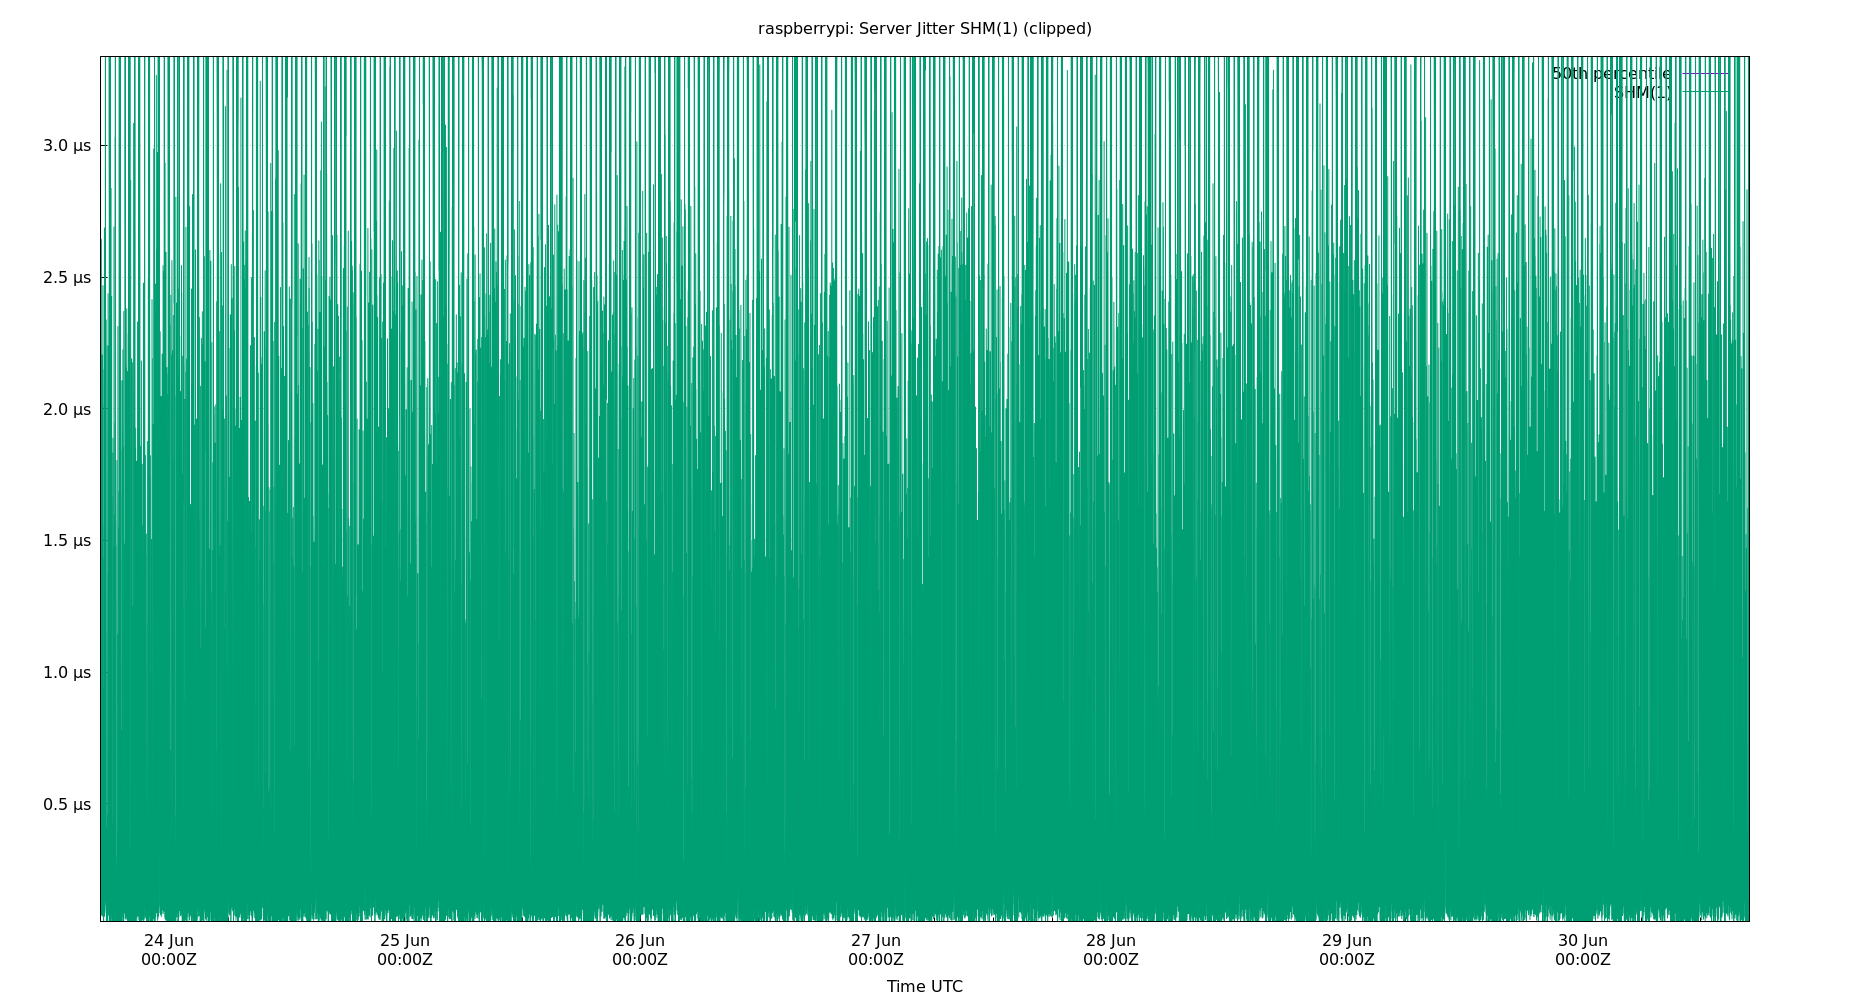 raspberrypi: Server Jitter SHM(1) (clipped)
50th percentile
SHM(1)
3.0 µs
2.5 µs
2.0 µs
1.5 µs
1.0 µs
0.5 µs
24 Jun 25 Jun 26 Jun 27 Jun 28 Jun 29 Jun 30 Jun
00:00Z 00:00Z 00:00Z 00:00Z 00:00Z 00:00Z 00:00Z
Time UTC